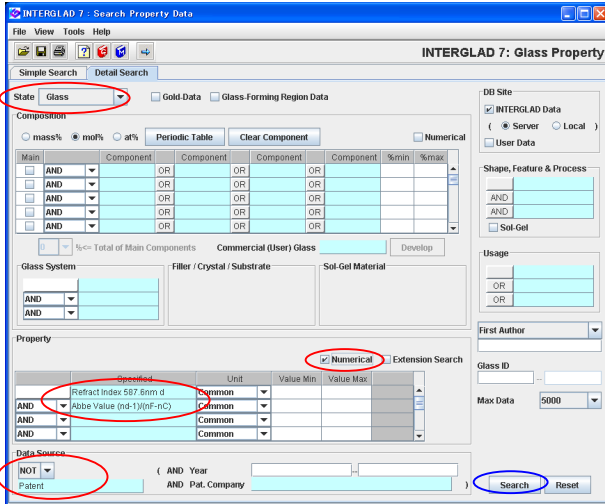 INTERGLAD 7 : Search Property Data
File View Tools Help
INTERGLAD 7: Glass Property
Simple Search Detail Search
State Glass Gold-Data Glass-Forming Region Data
Composition
mass% mol% at% Periodic Table Clear Component Numerical
Main Component Component Component Component %min %max
AND OR OR OR
AND OR OR OR
AND OR OR OR
AND OR OR OR
AND OR OR OR
0 %<= Total of Main Components Commercial (User) Glass Develop
Glass System Filler / Crystal / Substrate Sol-Gel Material
AND
AND
Property
Numerical Extension Search
Specified Unit Value Min Value Max
Refract Index 587.6nm d Common
AND Abbe Value (nd-1)/(nF-nC) Common
AND Common
AND Common
Data Source
NOT ( AND Year --
Patent AND Pat. Company )
DB Site
INTERGLAD Data
( Server Local )
User Data
Shape, Feature & Process
AND
AND
Sol-Gel
Usage
OR
OR
First Author
Glass ID
--
Max Data 5000
Search Reset